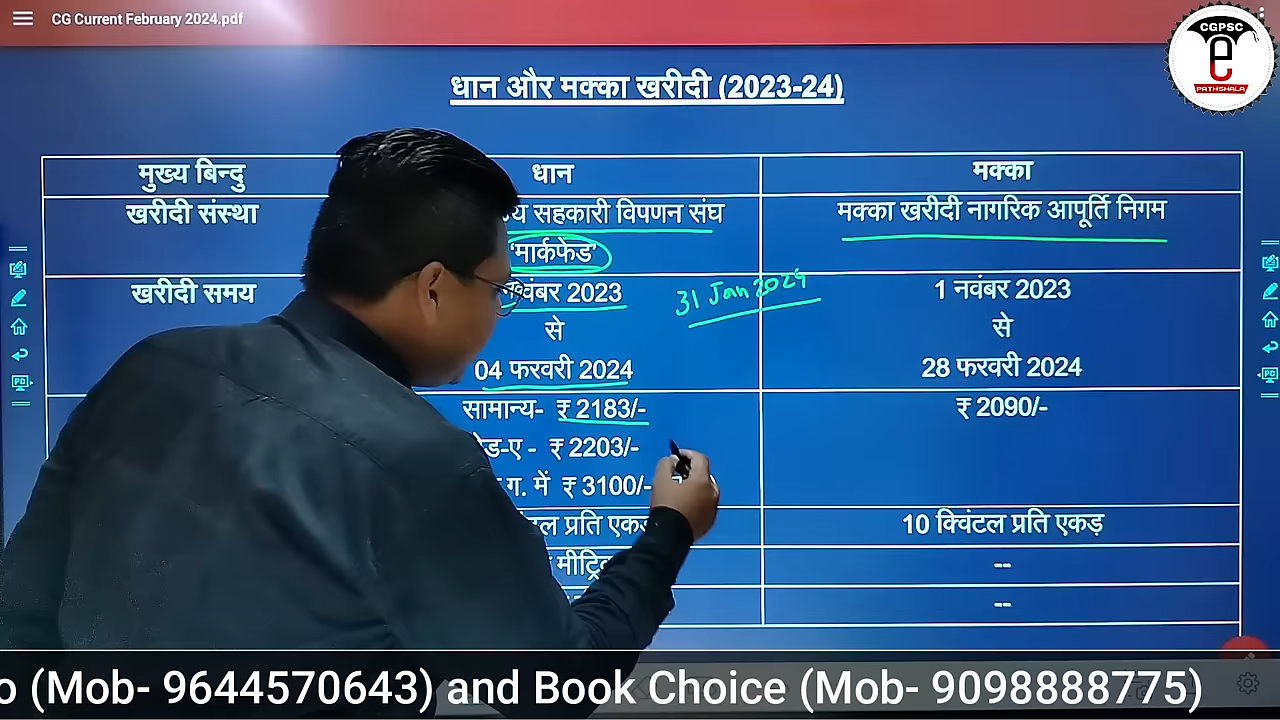 CG Current February 2024.pdf
CGPSC
e
PATHSHALA
धान और मक्का खरीदी (2023-24)
मुख्य बिन्दु धान मक्का
खरीदी संस्था सहकारी विपणन संघ मक्का खरीदी नागरिक आपूर्ति निगम
'मार्कफेड'
खरीदी समय नवंबर 2023 31 Jan 2024 1 नवंबर 2023
से से
04 फरवरी 2024 28 फरवरी 2024
सामान्य- ₹ 2183/- ₹ 2090/-
₹ 2203/-
में ₹ 3100/-
प्रति एकड़ 10 क्विंटल प्रति एकड़
--
--
(Mob- 9644570643) and Book Choice (Mob- 9098888775)